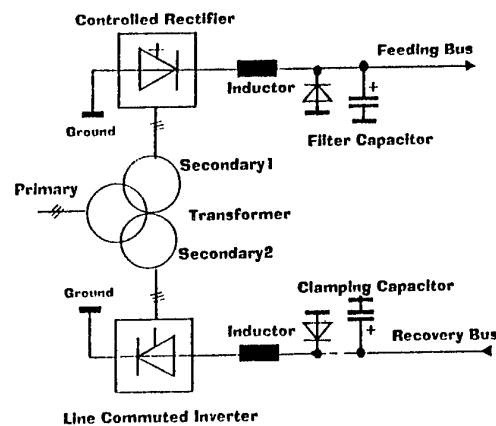 Controlled Rectifier
Feeding Bus
Inductor
Ground
Filter Capacitor
Secondary1
Primary
Transformer
Secondary2
Ground
Clamping Capacitor
Inductor
Recovery Bus
Line Commuted Inverter